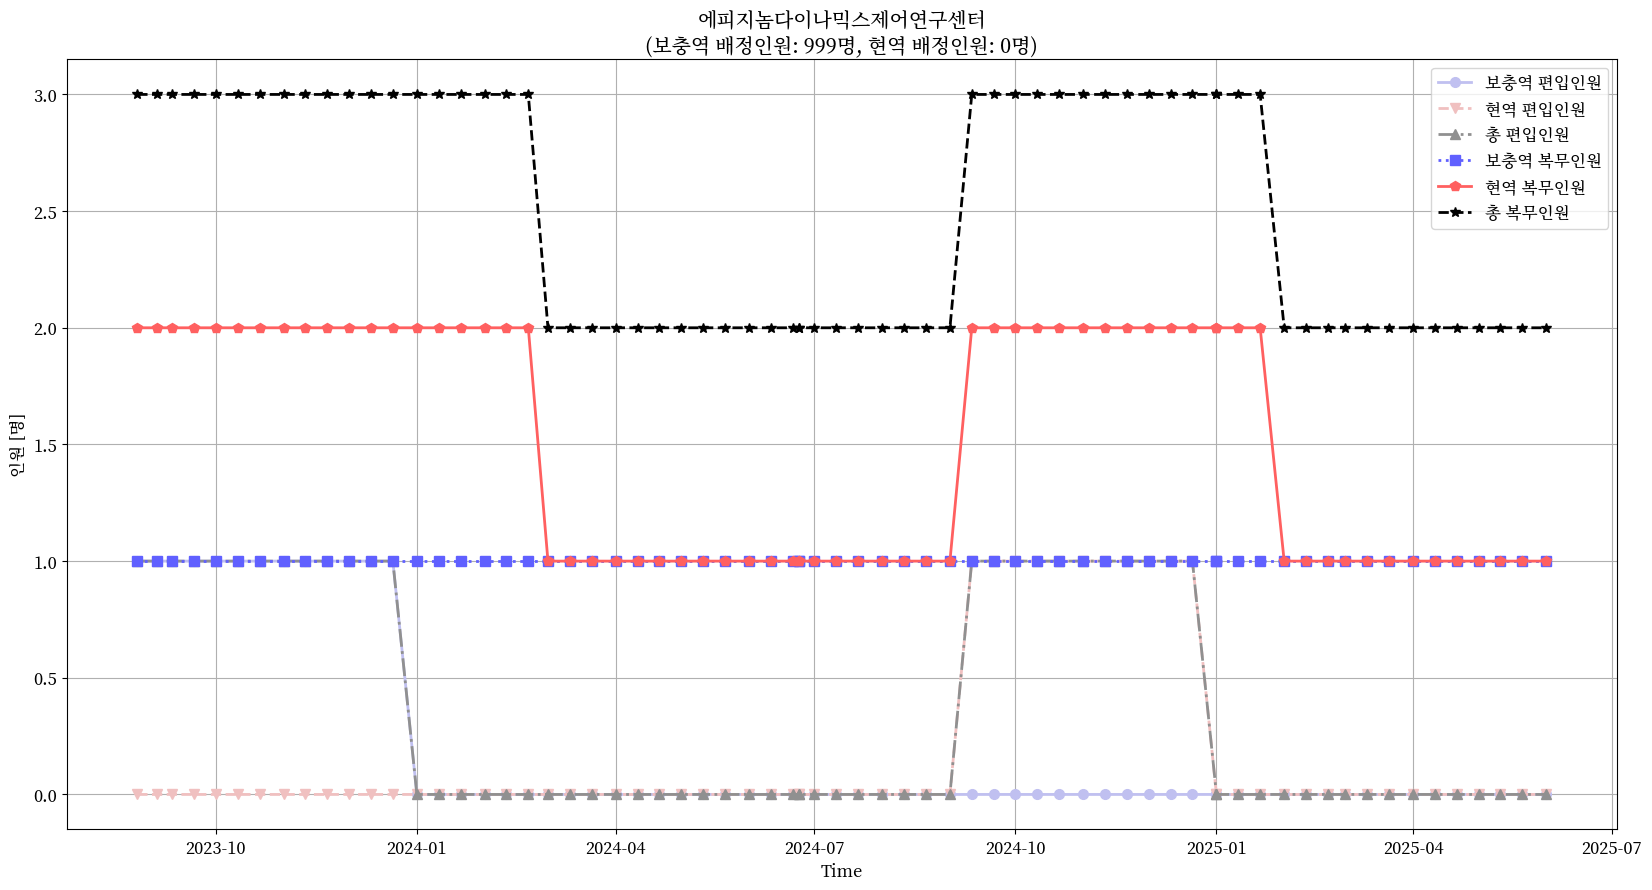 에피지놈다이나믹스제어연구센터
(보충역 배정인원: 999명, 현역 배정인원: 0명)
보충역 편입인원
현역 편입인원
총 편입인원
보충역 복무인원
현역 복무인원
총 복무인원
3.0
2.5
2.0
1.5
1.0
0.5
0.0
인원 [명]
2023-10
2024-01
2024-04
2024-07
2024-10
2025-01
2025-04
2025-07
Time